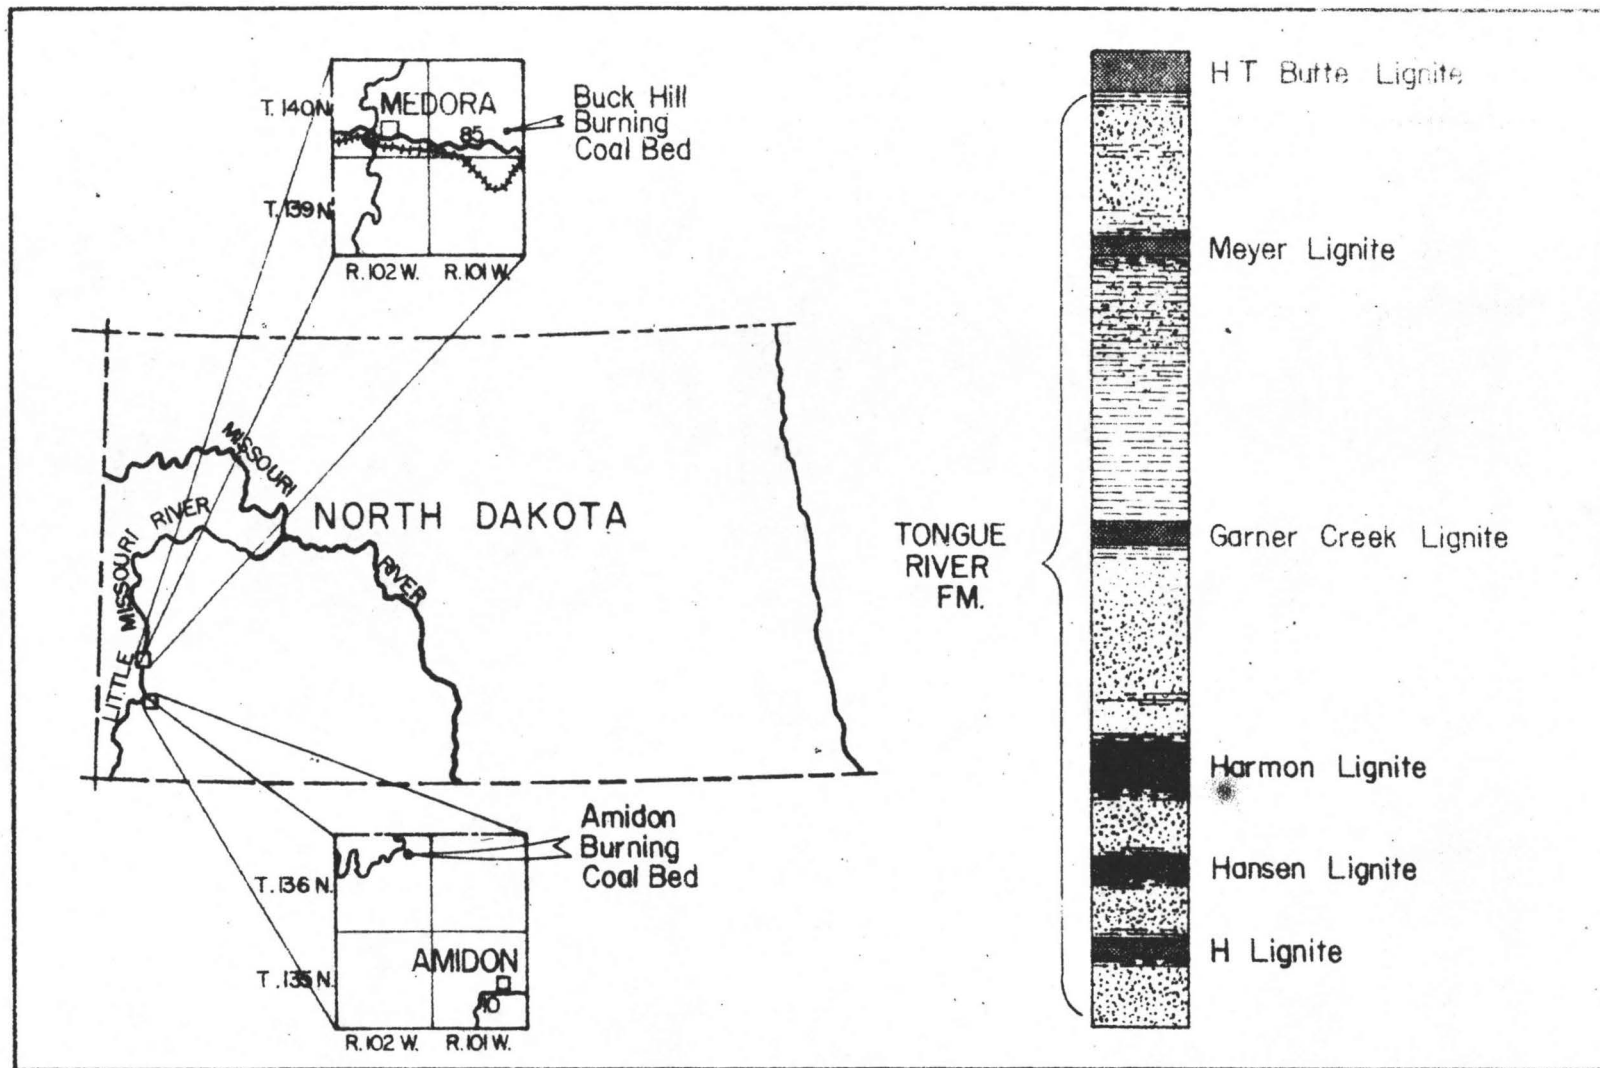 T. 140 N.
MEDORA
85
Buck Hill
Burning
Coal Bed
T. 139 N.
R. 102 W.
R. 101 W.
MISSOURI
RIVER
NORTH DAKOTA
LITTLE MISSOURI RIVER
Amidon
Burning
Coal Bed
T. 136 N.
AMIDON
T. 135 N.
10
R. 102 W.
R. 101 W.
TONGUE
RIVER
FM.
H T Butte Lignite
Meyer Lignite
Garner Creek Lignite
Harmon Lignite
Hansen Lignite
H Lignite